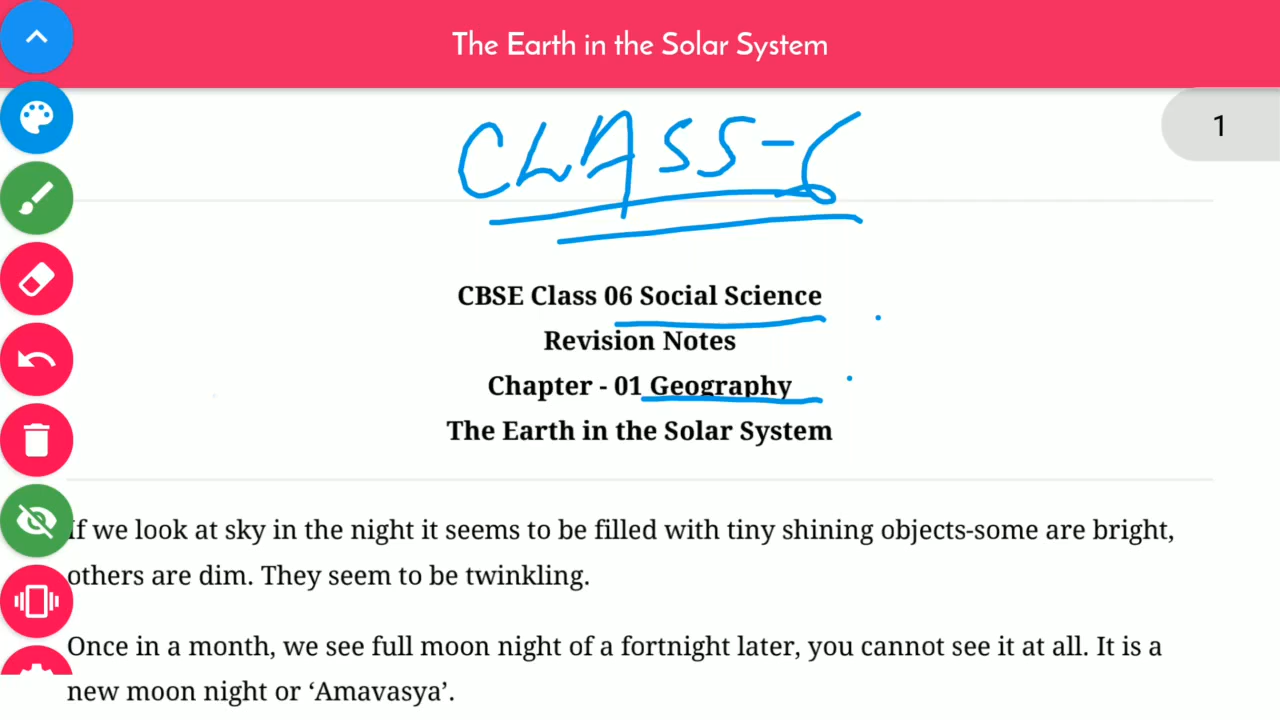 The Earth in the Solar System
1
CLASS-6
CBSE Class 06 Social Science
Revision Notes
Chapter - 01 Geography
The Earth in the Solar System
If we look at sky in the night it seems to be filled with tiny shining objects-some are bright,
others are dim. They seem to be twinkling.
Once in a month, we see full moon night of a fortnight later, you cannot see it at all. It is a
new moon night or ‘Amavasya’.